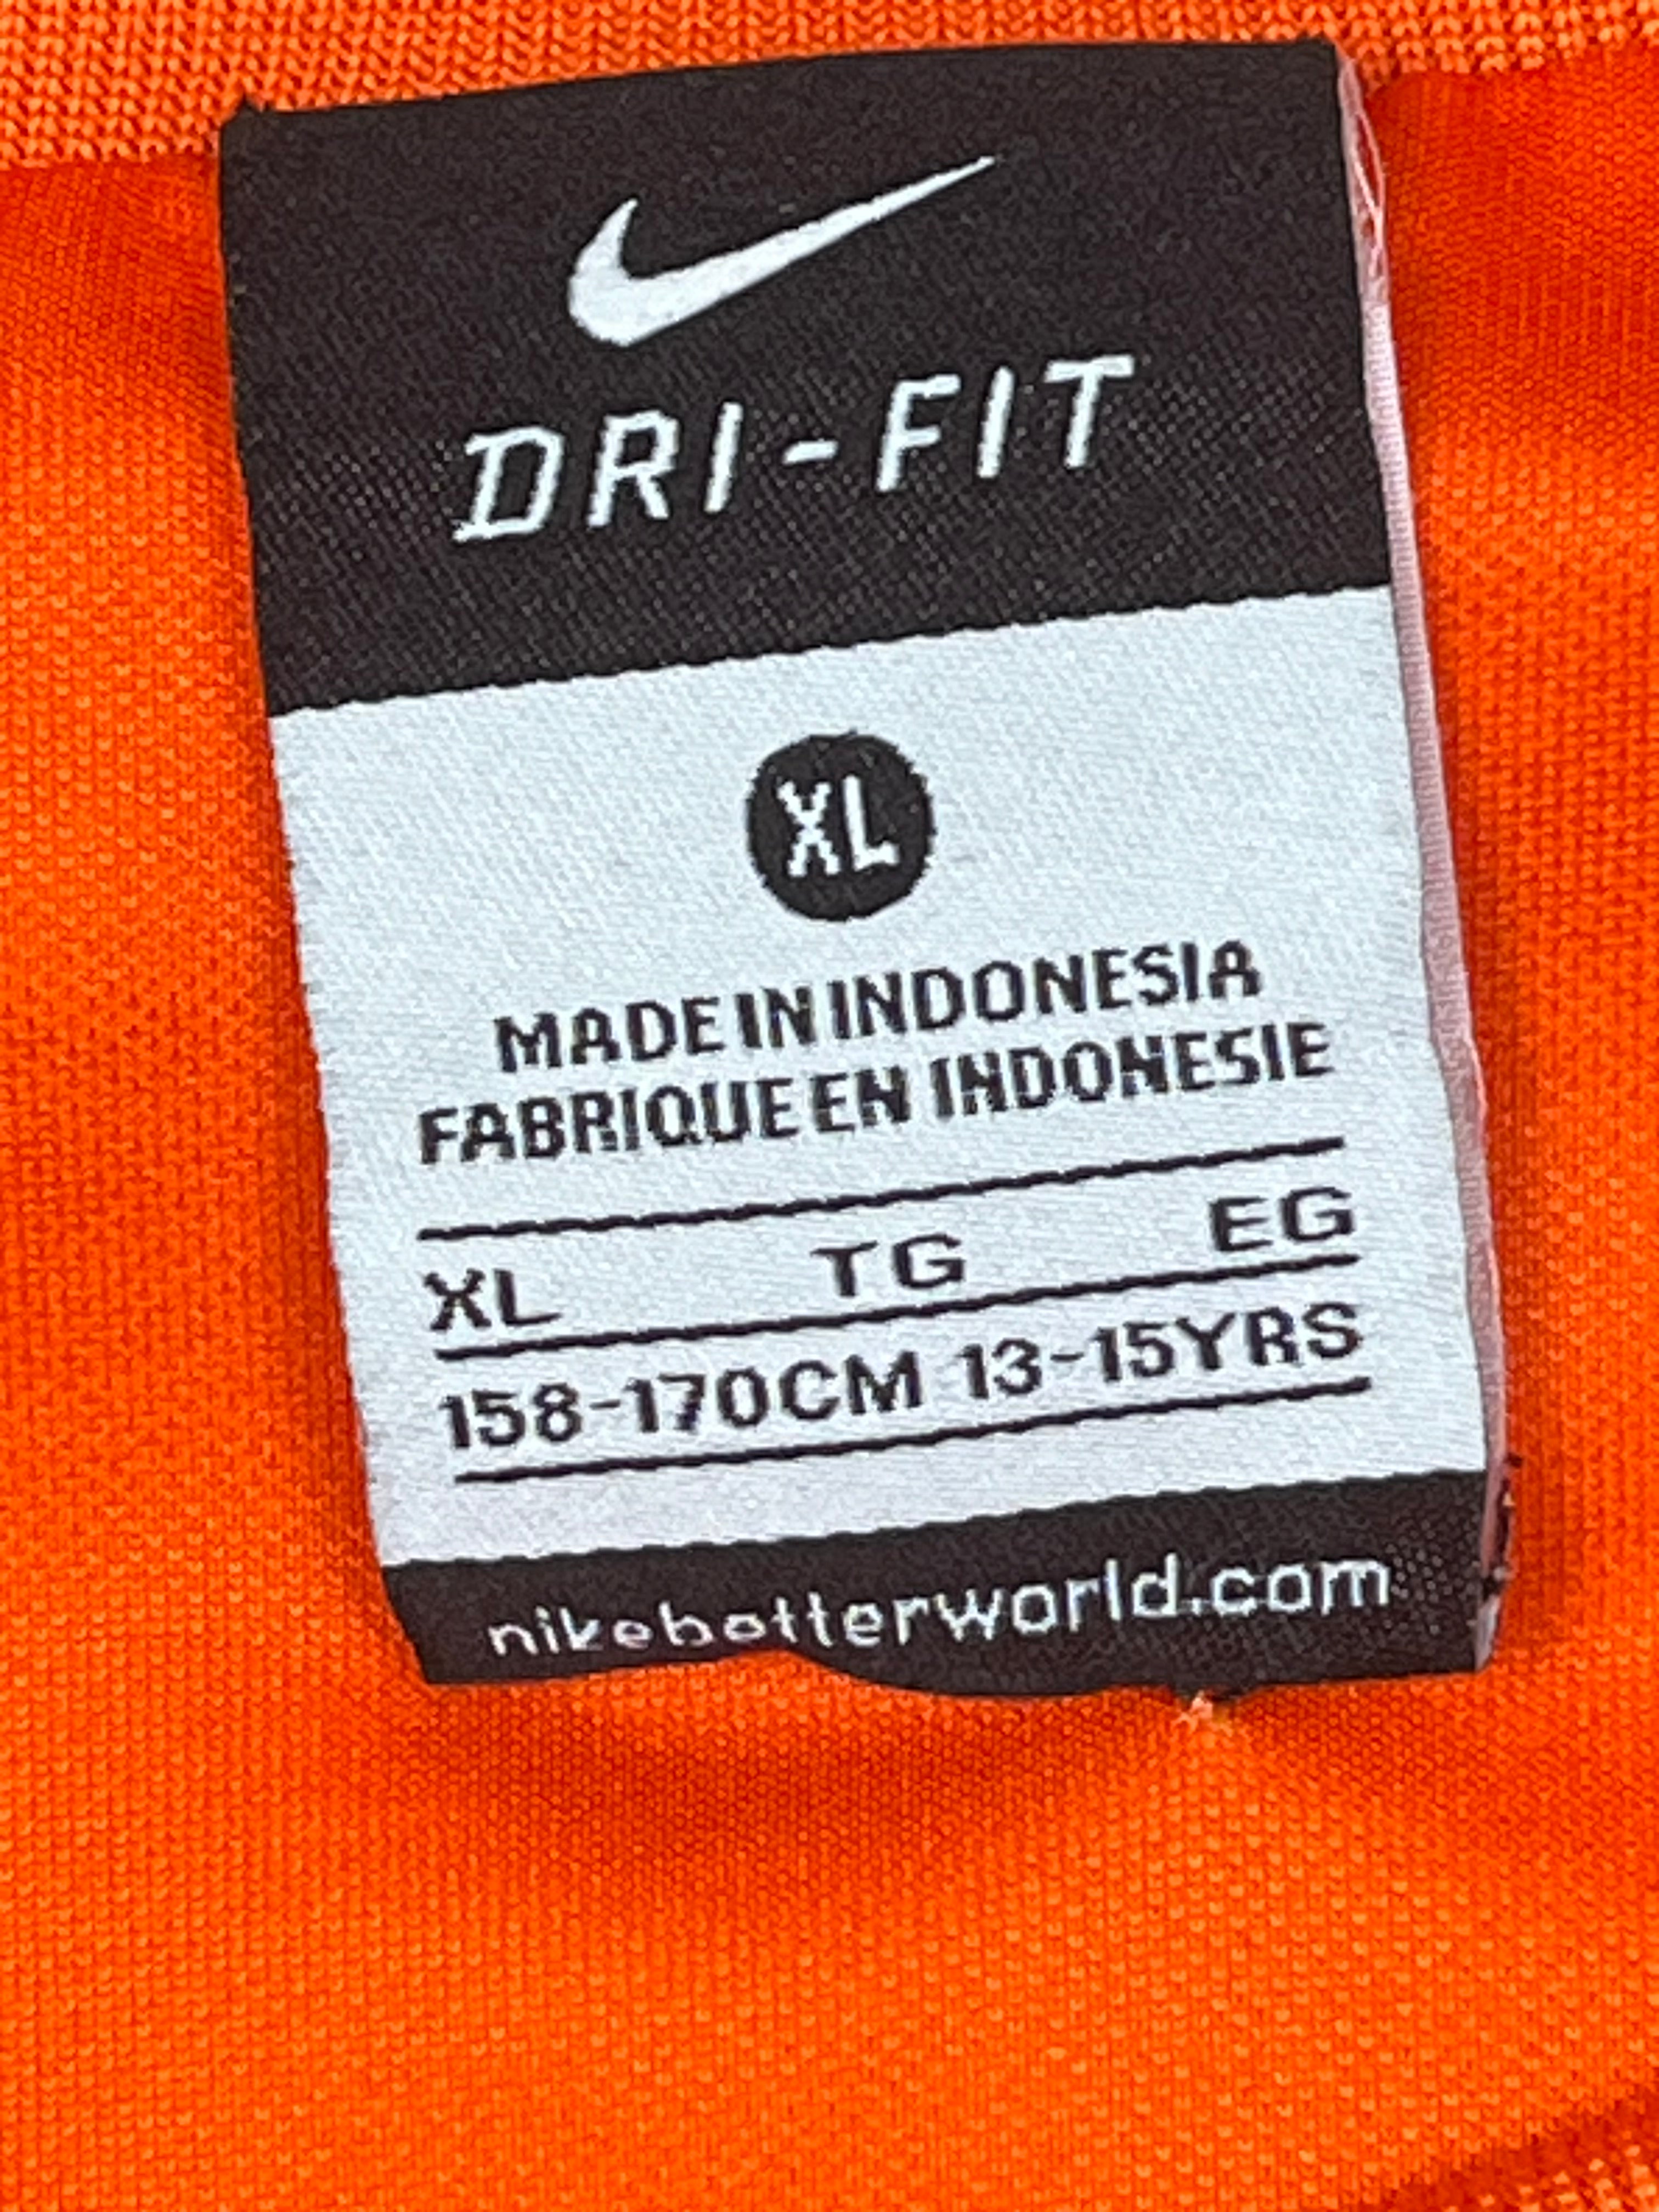 DRI-FIT
XL
MADE IN INDONESIA
FABRIQUE EN INDONESIE
XL TG EG
158-170CM 13-15YRS
nikebetterworld.com